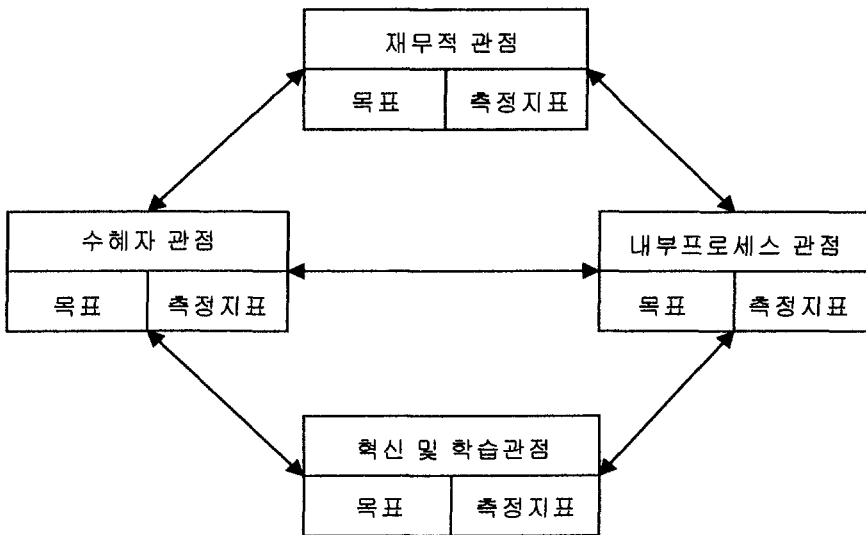 재무적 관점
목표 측정지표
수혜자 관점
목표 측정지표
내부프로세스 관점
목표 측정지표
혁신 및 학습관점
목표 측정지표